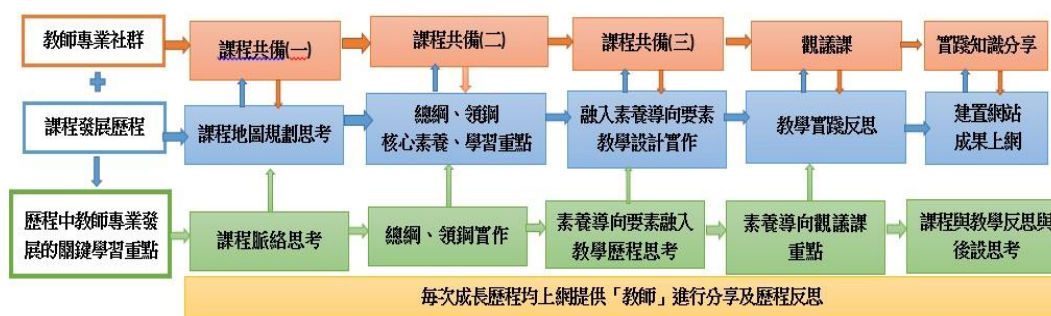 教師專業社群
課程共備(一)
課程共備(二)
課程共備(三)
觀議課
實踐知識分享
課程發展歷程
課程地圖規劃思考
總綱、領鋼
核心素養、學習重點
融入素養導向要素
教學設計實作
教學實踐反思
建置網站
成果上網
歷程中教師專業發
展的關鍵學習重點
課程脈絡思考
總綱、領鋼實作
素養導向要素融入
教學歷程思考
素養導向觀議課
重點
課程與教學反思與
後設思考
每次成長歷程均上網提供「教師」進行分享及歷程反思